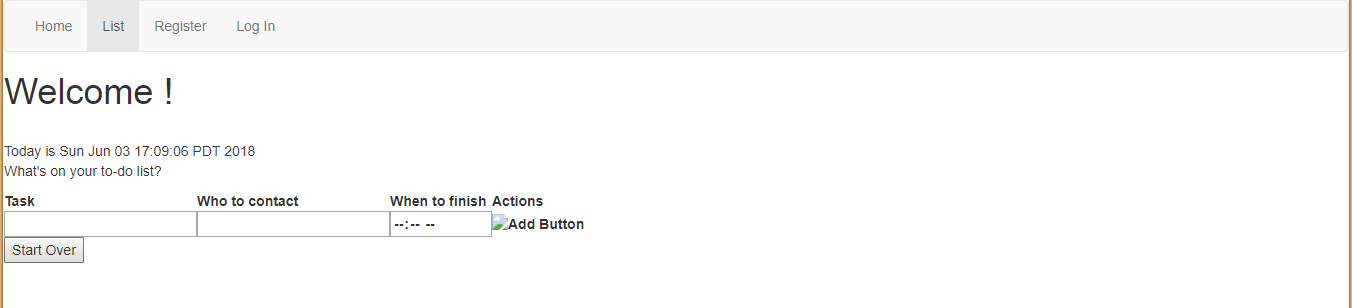 Home List Register Log In
Welcome !
Today is Sun Jun 03 17:09:06 PDT 2018
What's on your to-do list?
Task Who to contact When to finish Actions
--:-- -- Add Button
Start Over